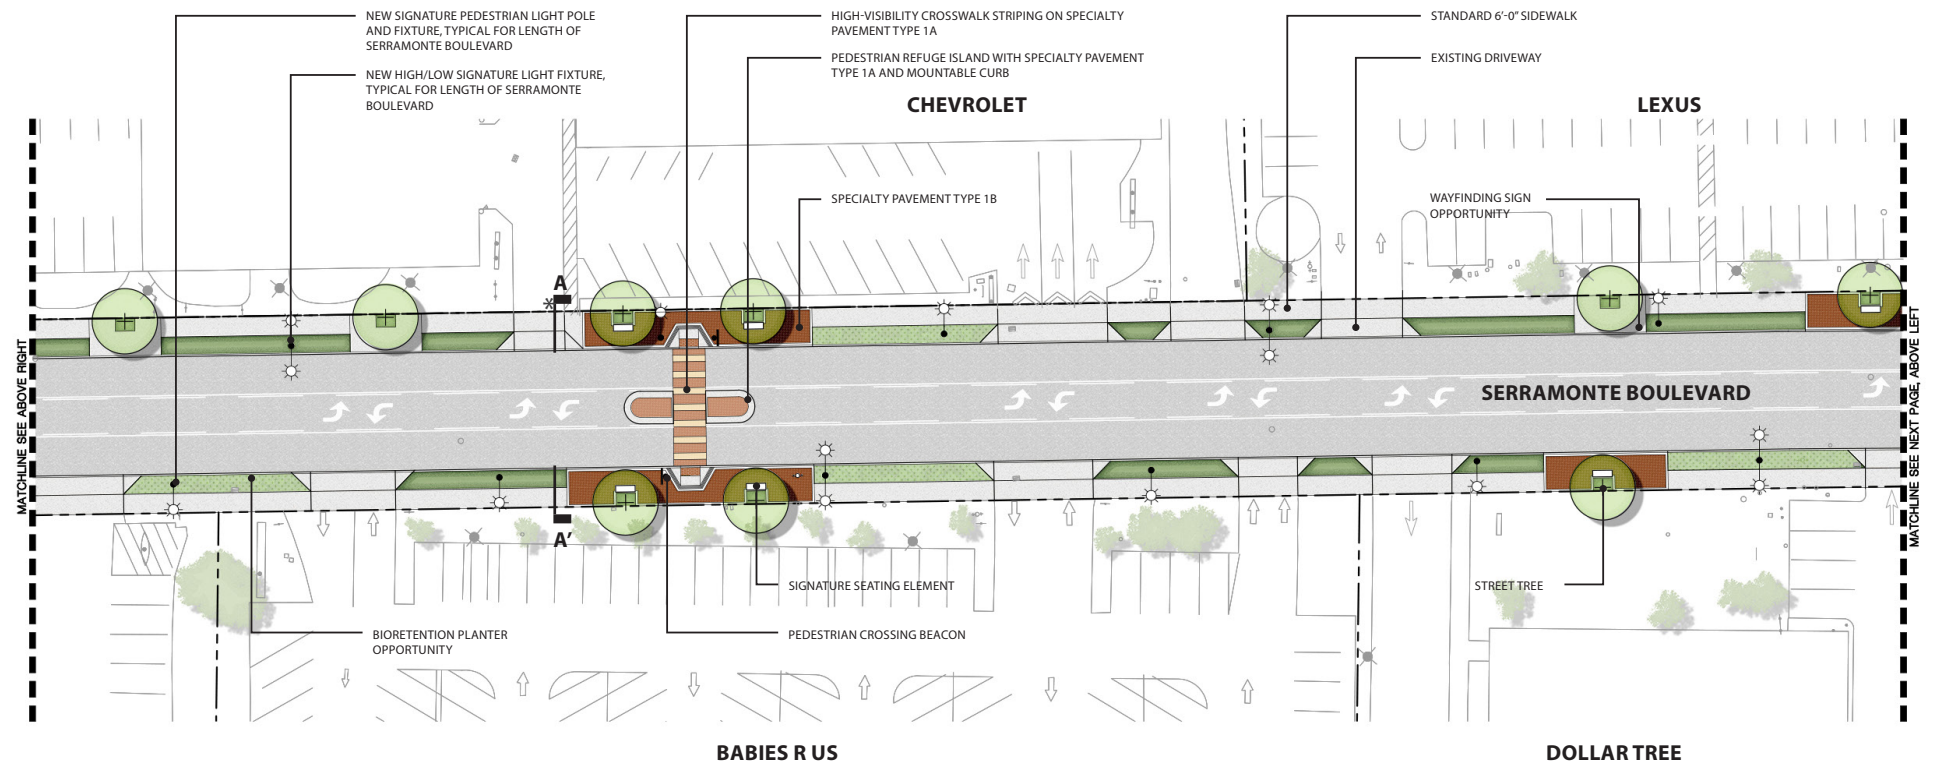 NEW SIGNATURE PEDESTRIAN LIGHT POLE
AND FIXTURE, TYPICAL FOR LENGTH OF
SERRAMONTE BOULEVARD
NEW HIGH/LOW SIGNATURE LIGHT FIXTURE,
TYPICAL FOR LENGTH OF SERRAMONTE
BOULEVARD
HIGH-VISIBILITY CROSSWALK STRIPING ON SPECIALTY
PAVEMENT TYPE 1A
PEDESTRIAN REFUGE ISLAND WITH SPECIALTY PAVEMENT
TYPE 1A AND MOUNTABLE CURB
STANDARD 6'-0" SIDEWALK
EXISTING DRIVEWAY
CHEVROLET
LEXUS
SPECIALTY PAVEMENT TYPE 1B
WAYFINDING SIGN
OPPORTUNITY
A
MATCHLINE SEE ABOVE RIGHT
SERRAMONTE BOULEVARD
MATCHLINE SEE NEXT PAGE, ABOVE LEFT
A'
SIGNATURE SEATING ELEMENT
STREET TREE
BIORETENTION PLANTER
OPPORTUNITY
PEDESTRIAN CROSSING BEACON
BABIES R US
DOLLAR TREE